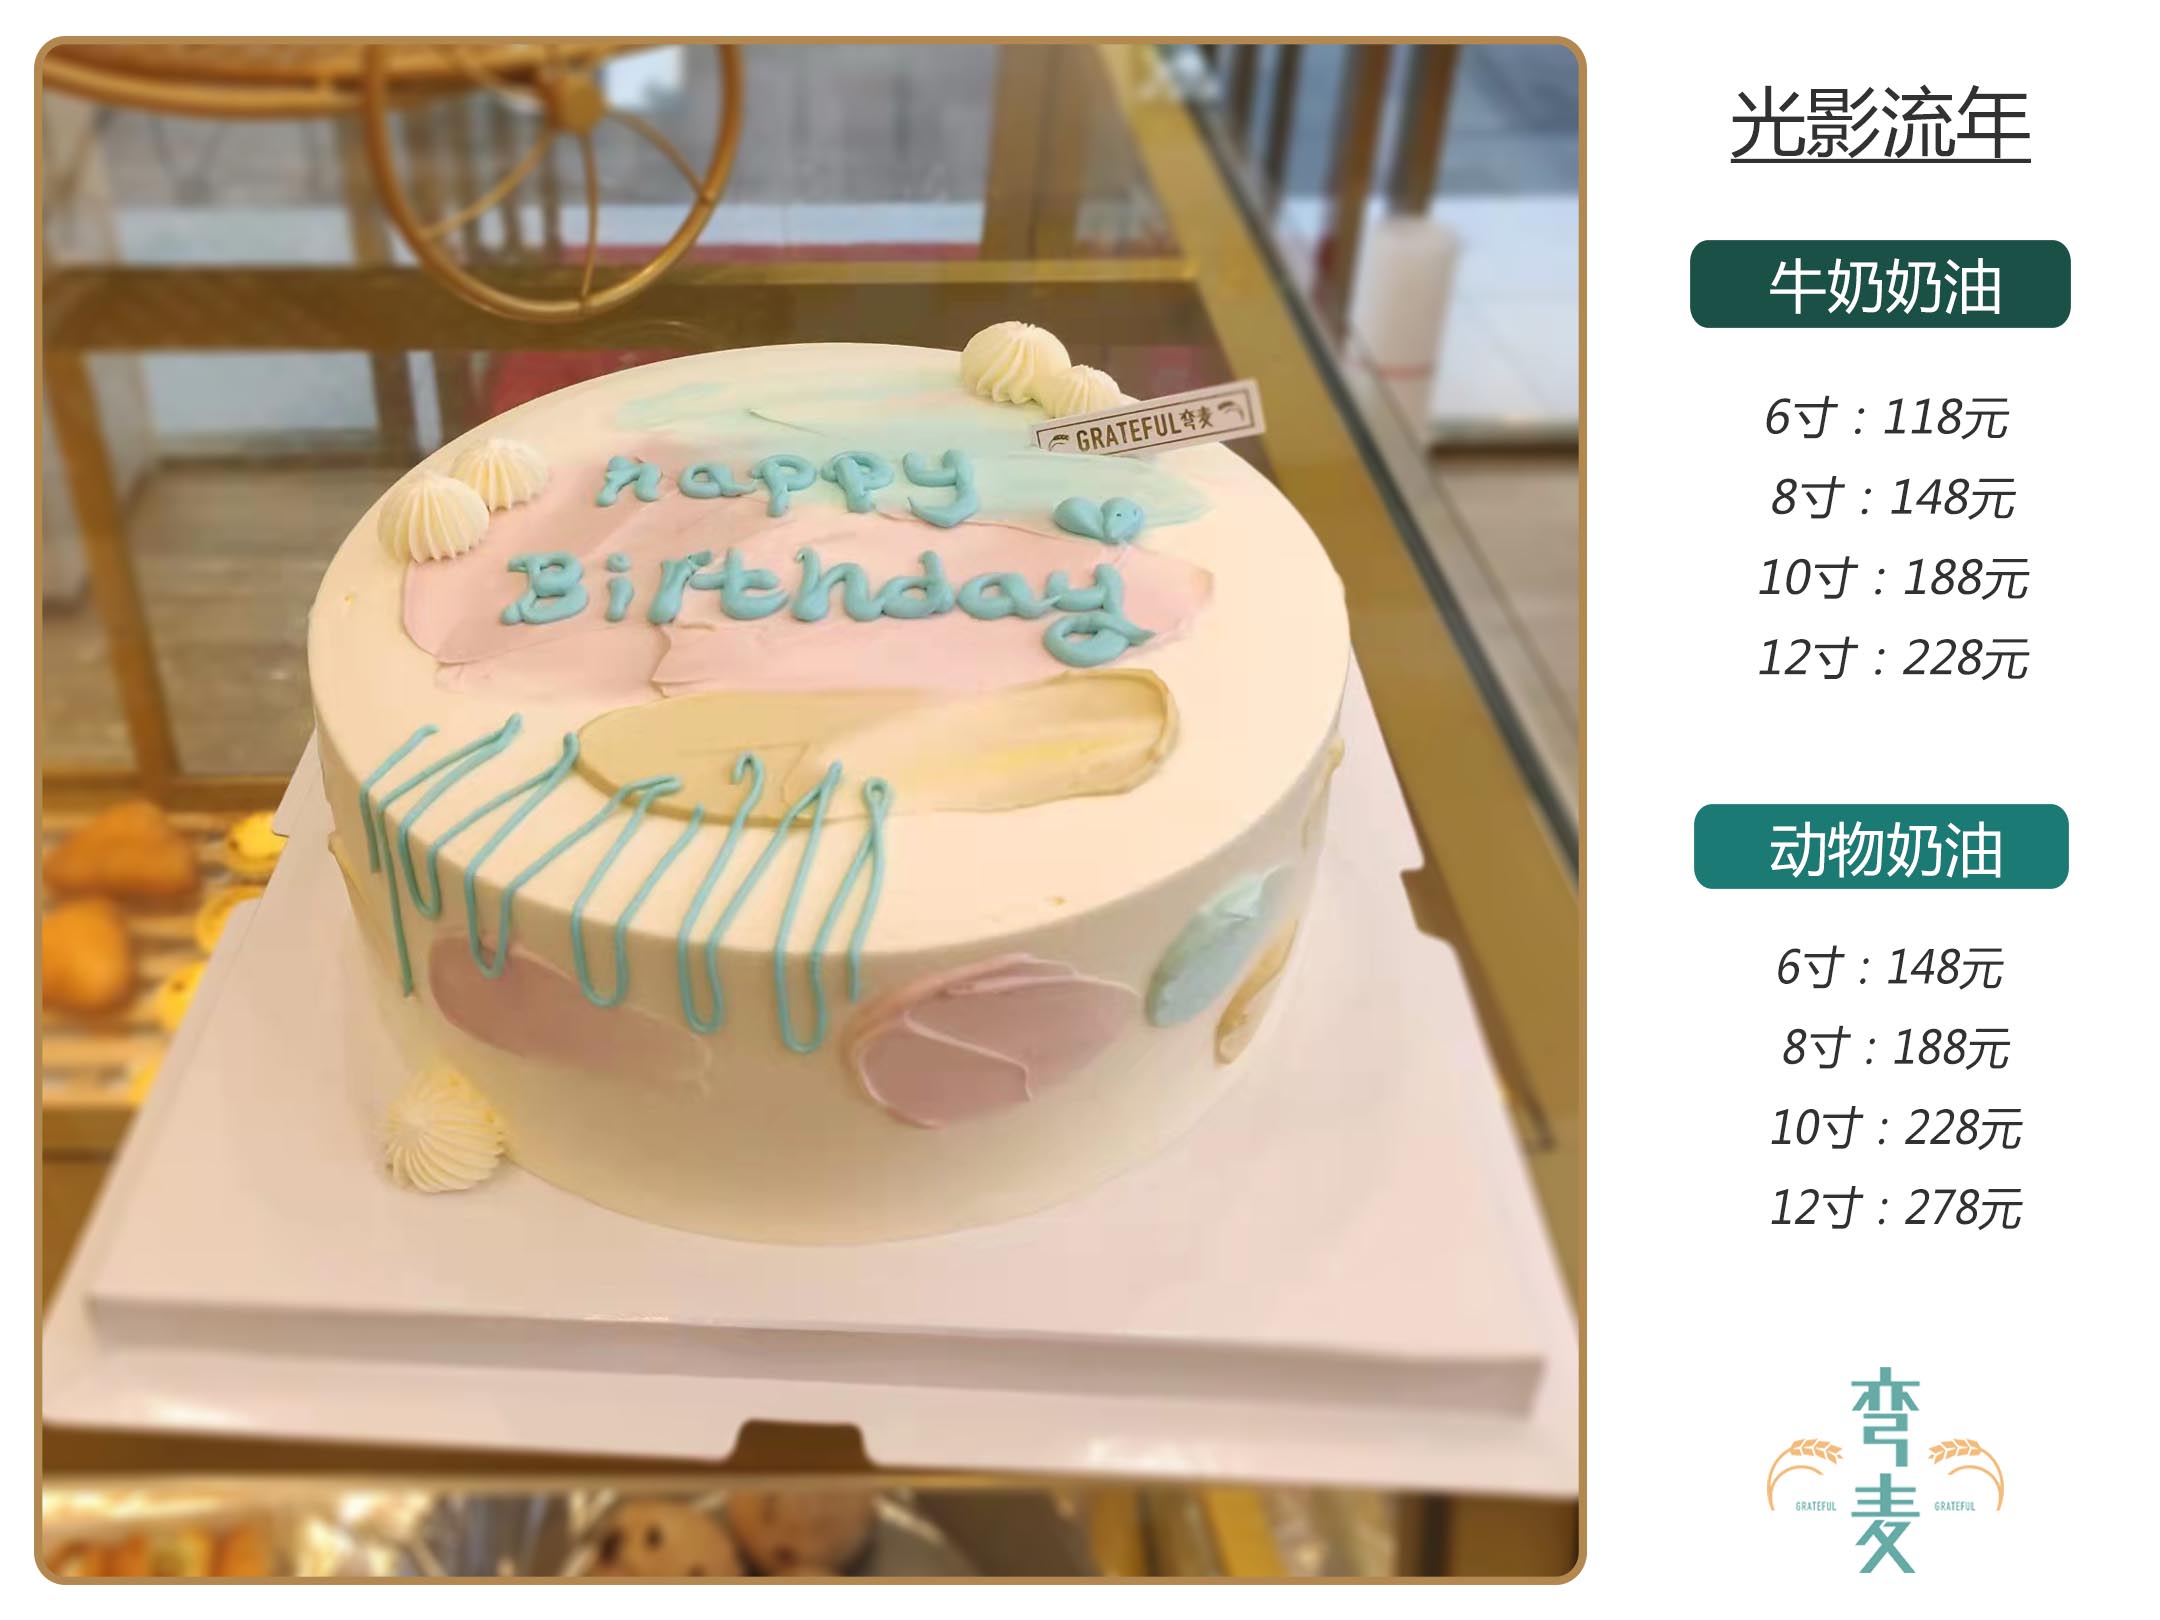 光影流年
牛奶奶油
6寸：118元
8寸：148元
10寸：188元
12寸：228元
动物奶油
6寸：148元
8寸：188元
10寸：228元
12寸：278元
GRATEFUL弯麦
happy
Birthday
弯麦
GRATEFUL
GRATEFUL